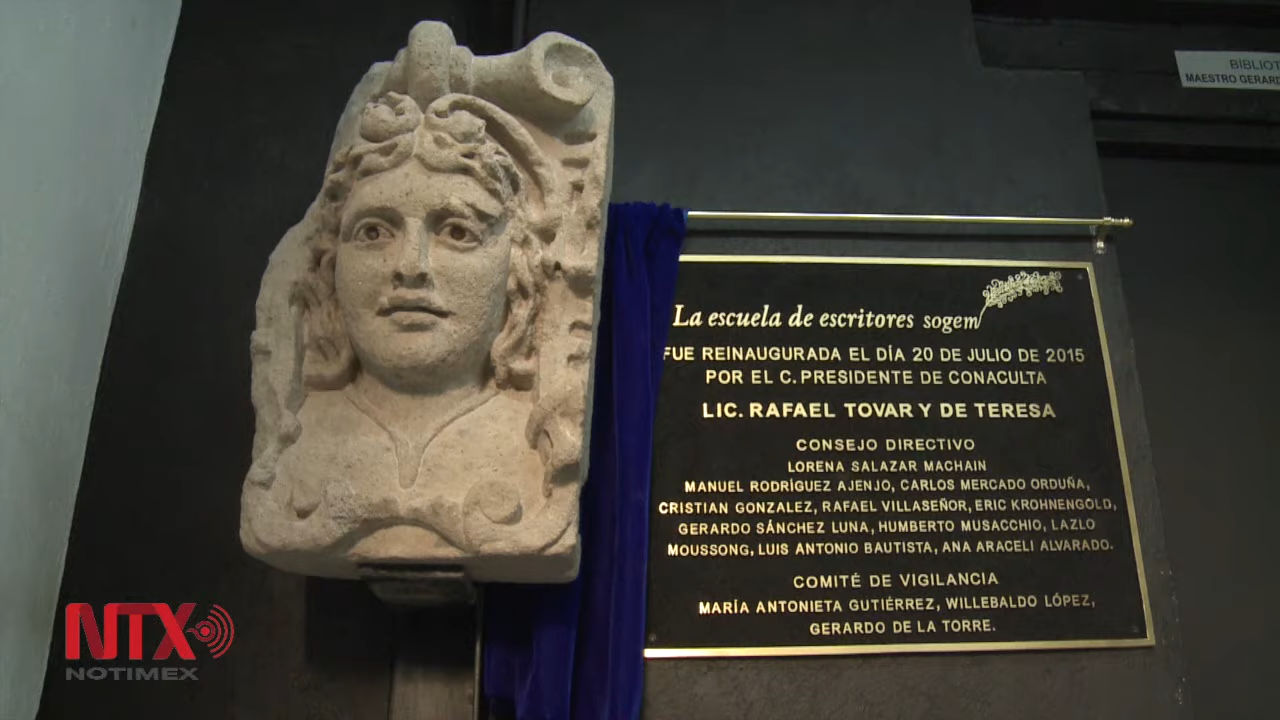 BIBLIOT
MAESTRO GERARD
La escuela de escritores sogem
FUE REINAUGURADA EL DÍA 20 DE JULIO DE 2015
POR EL C. PRESIDENTE DE CONACULTA
LIC. RAFAEL TOVAR Y DE TERESA
CONSEJO DIRECTIVO
LORENA SALAZAR MACHAIN
MANUEL RODRÍGUEZ AJENJO, CARLOS MERCADO ORDUÑA,
CRISTIAN GONZALEZ, RAFAEL VILLASEÑOR, ERIC KROHNENGOLD,
GERARDO SÁNCHEZ LUNA, HUMBERTO MUSACCHIO, LAZLO
MOUSSONG, LUIS ANTONIO BAUTISTA, ANA ARACELI ALVARADO.
COMITÉ DE VIGILANCIA
MARÍA ANTONIETA GUTIÉRREZ, WILLEBALDO LÓPEZ,
GERARDO DE LA TORRE.
NTX
NOTIMEX